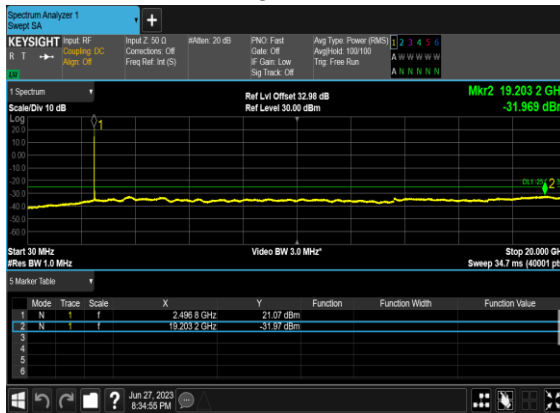 Spectrum Analyzer 1
Swept SA
+
KEYSIGHT Input: RF Input Z: 50 Ω #Atten: 20 dB PNO: Fast Avg Type: Power (RMS) 1 2 3 4 5 6
R T Coupling: DC Corrections: Off Gate: Off Avg|Hold: 100/100 A W W W W W
Align: Off Freq Ref: Int (S) IF Gain: Low Trig: Free Run
Sig Track: Off A N N N N N
1 Spectrum Ref Lvl Offset 32.98 dB Mkr2 19.203 2 GH
Scale/Div 10 dB Ref Level 30.00 dBm -31.969 dB
Log
20.0
10.0
0.00
-10.0
-20.0
-30.0
-40.0
-50.0
-60.0
1
2
Start 30 MHz Video BW 3.0 MHz* Stop 20.000 GH
#Res BW 1.0 MHz Sweep 34.7 ms (40001 pt
5 Marker Table
Mode Trace Scale X Y Function Function Width Function Value
1 N 1 f 2.496 8 GHz 21.07 dBm
2 N 1 f 19.203 2 GHz -31.97 dBm
3
4
5
6
? Jun 27, 2023
8:34:55 PM